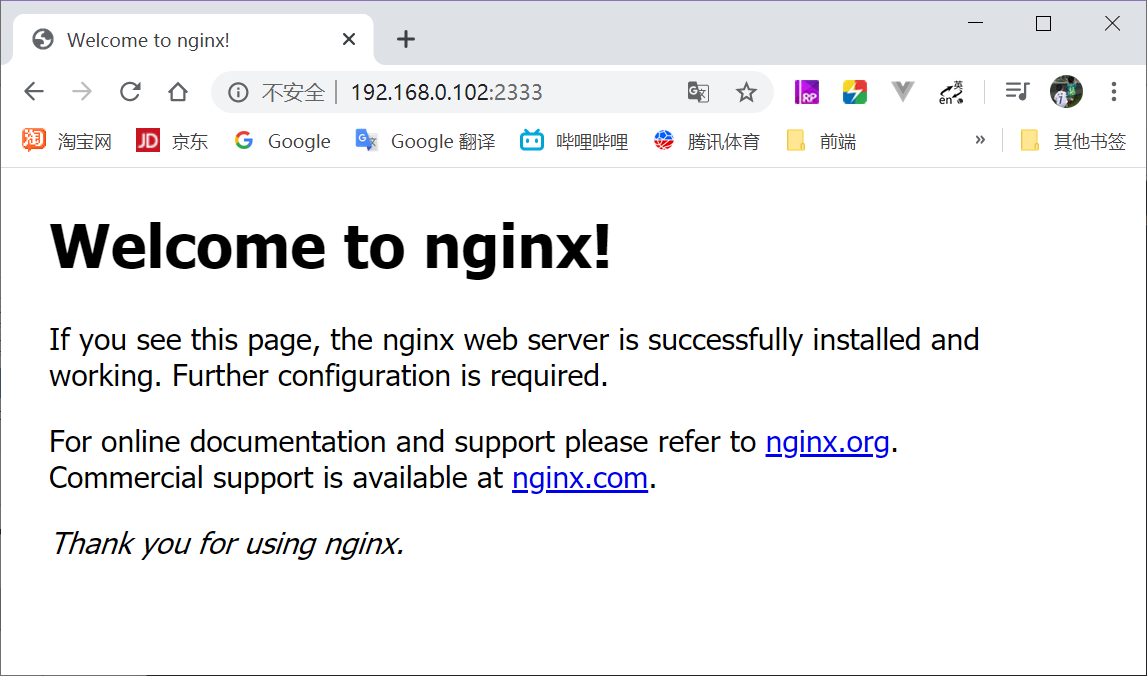 Welcome to nginx!
不安全 192.168.0.102:2333
RP
英
en
淘
淘宝网 JD 京东 Google Google 翻译 哔哩哔哩 腾讯体育 前端 » 其他书签
Welcome to nginx!
If you see this page, the nginx web server is successfully installed and
working. Further configuration is required.
For online documentation and support please refer to nginx.org.
Commercial support is available at nginx.com.
Thank you for using nginx.